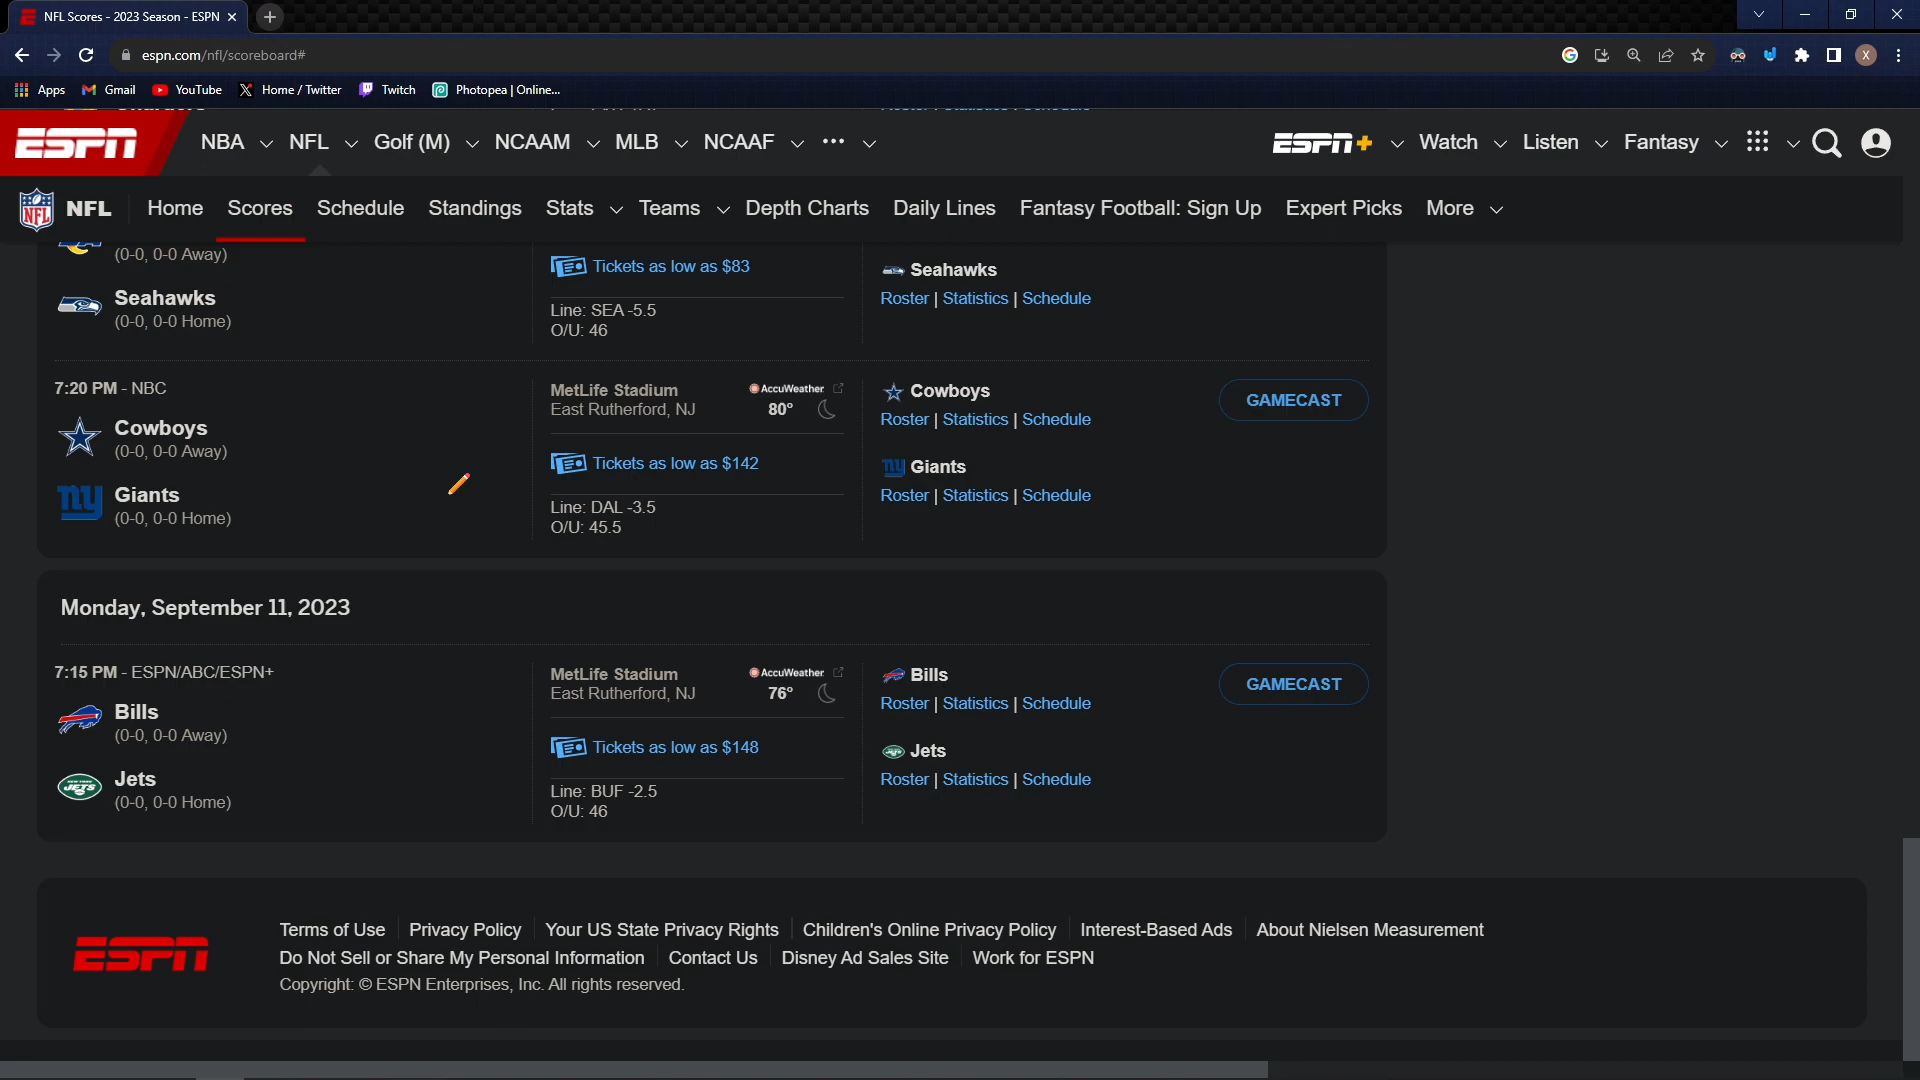 NFL Scores - 2023 Season - ESPN
espn.com/nfl/scoreboard#
X
Apps
Gmail
YouTube
Home / Twitter
Twitch
Photopea | Online...
ESPN
NBA
NFL
Golf (M)
NCAAM
MLB
NCAAF
ESPN+
Watch
Listen
Fantasy
NFL
NFL
Home
Scores
Schedule
Standings
Stats
Teams
Depth Charts
Daily Lines
Fantasy Football: Sign Up
Expert Picks
More
(0-0, 0-0 Away)
Seahawks
(0-0, 0-0 Home)
Tickets as low as $83
Line: SEA -5.5
O/U: 46
Seahawks
Roster | Statistics | Schedule
7:20 PM - NBC
Cowboys
(0-0, 0-0 Away)
ny
Giants
(0-0, 0-0 Home)
MetLife Stadium
East Rutherford, NJ
AccuWeather
80°
Tickets as low as $142
Line: DAL -3.5
O/U: 45.5
Cowboys
Roster | Statistics | Schedule
ny
Giants
Roster | Statistics | Schedule
GAMECAST
Monday, September 11, 2023
7:15 PM - ESPN/ABC/ESPN+
Bills
(0-0, 0-0 Away)
JETS
Jets
(0-0, 0-0 Home)
MetLife Stadium
East Rutherford, NJ
AccuWeather
76°
Tickets as low as $148
Line: BUF -2.5
O/U: 46
Bills
Roster | Statistics | Schedule
Jets
Roster | Statistics | Schedule
GAMECAST
ESPN
Terms of Use
Privacy Policy
Your US State Privacy Rights
Children's Online Privacy Policy
Interest-Based Ads
About Nielsen Measurement
Do Not Sell or Share My Personal Information
Contact Us
Disney Ad Sales Site
Work for ESPN
Copyright: © ESPN Enterprises, Inc. All rights reserved.